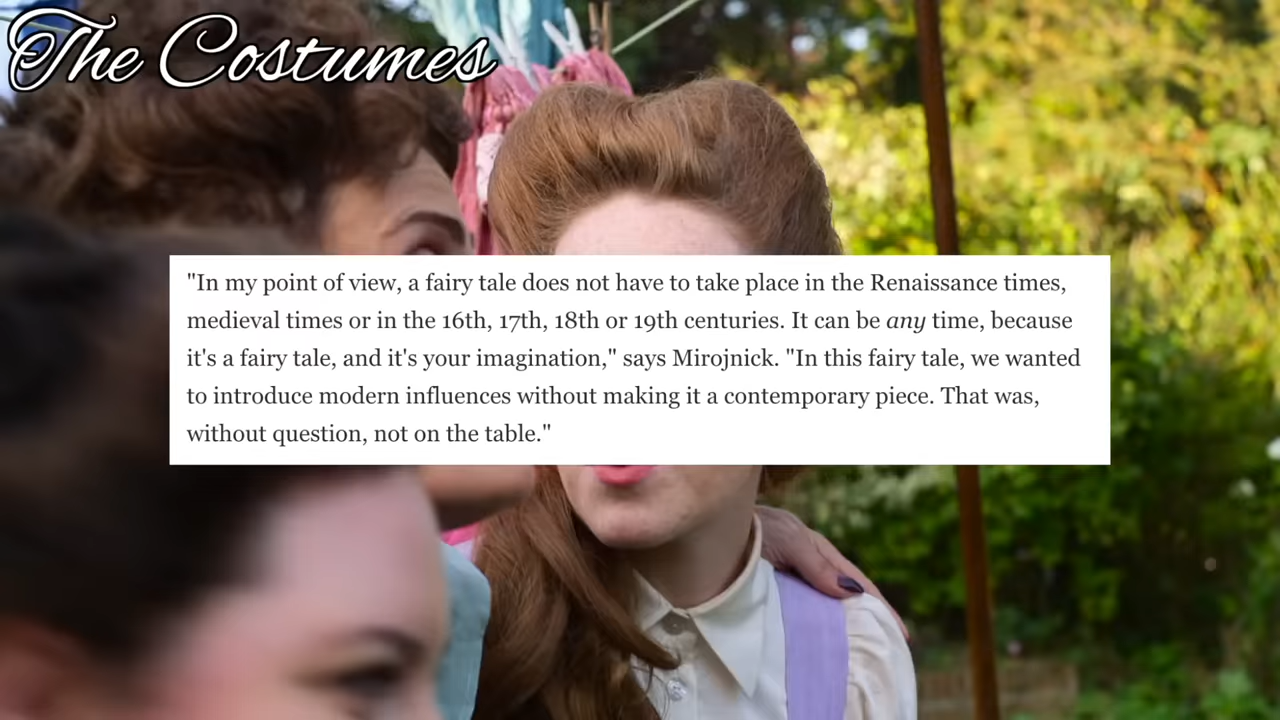 The Costumes
"In my point of view, a fairy tale does not have to take place in the Renaissance times,
medieval times or in the 16th, 17th, 18th or 19th centuries. It can be any time, because
it's a fairy tale, and it's your imagination," says Mirojnick. "In this fairy tale, we wanted
to introduce modern influences without making it a contemporary piece. That was,
without question, not on the table."